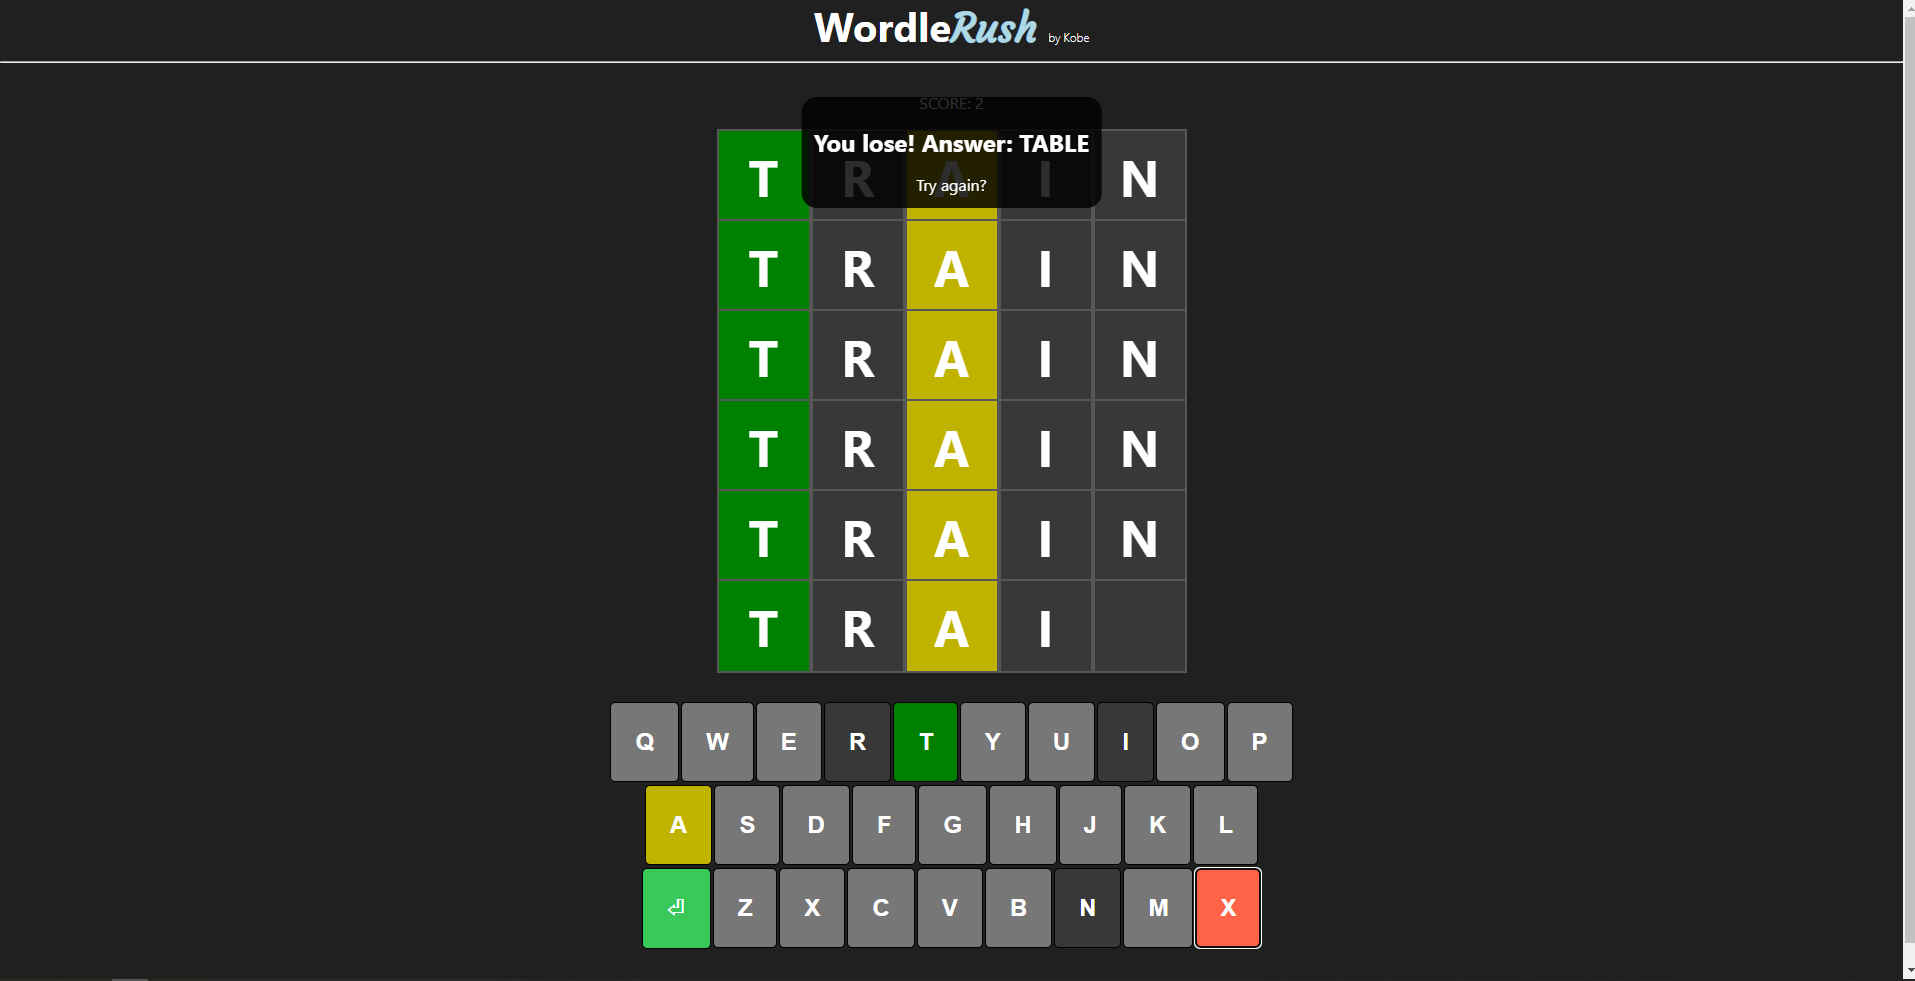 WordleRush by Kobe
SCORE: 2
You lose! Answer: TABLE
Try again?
T R A I N
T R A I N
T R A I N
T R A I N
T R A I N
T R A I
Q W E R T Y U I O P
A S D F G H J K L
⏎ Z X C V B N M X